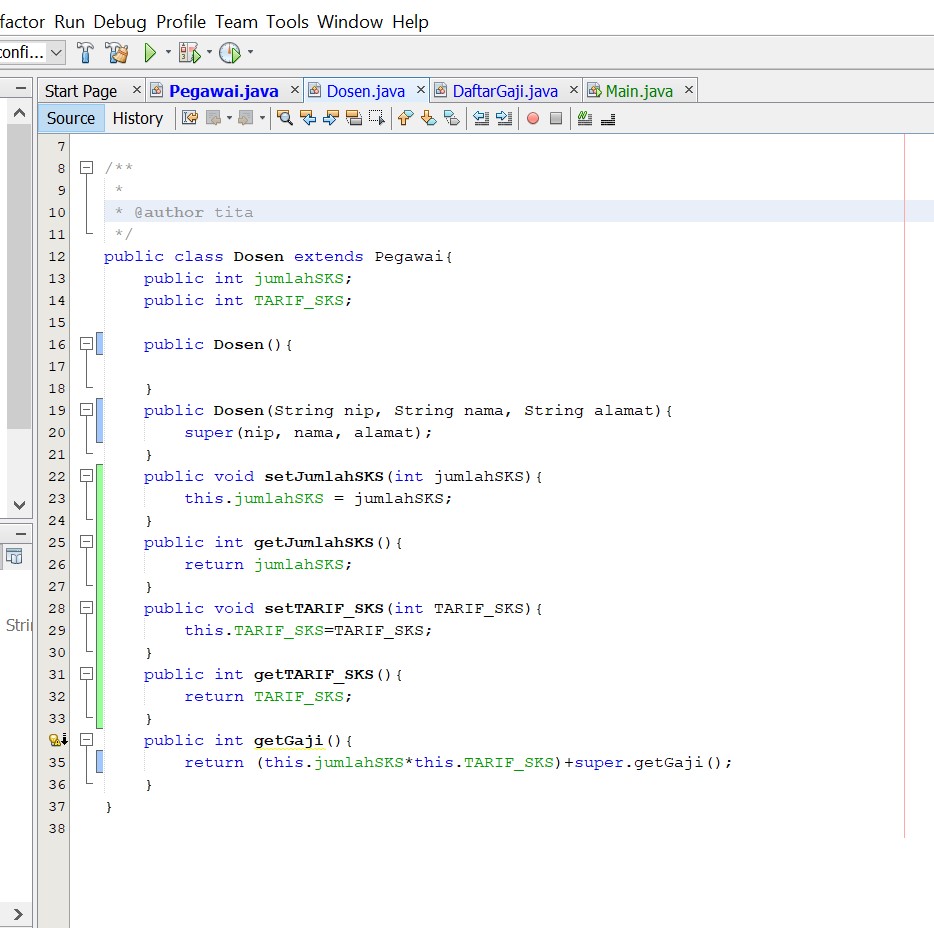 factor Run Debug Profile Team Tools Window Help
confi...
Start Page × Pegawai.java × Dosen.java × DaftarGaji.java × Main.java ×
Source History
7
8 /**
9 *
10 * @author tita
11 */
12 public class Dosen extends Pegawai{
13 public int jumlahSKS;
14 public int TARIF_SKS;
15
16 public Dosen(){
17
18 }
19 public Dosen(String nip, String nama, String alamat){
20 super(nip, nama, alamat);
21 }
22 public void setJumlahSKS(int jumlahSKS){
23 this.jumlahSKS = jumlahSKS;
24 }
25 public int getJumlahSKS(){
26 return jumlahSKS;
27 }
28 public void setTARIF_SKS(int TARIF_SKS){
Stri
29 this.TARIF_SKS=TARIF_SKS;
30 }
31 public int getTARIF_SKS(){
32 return TARIF_SKS;
33 }
public int getGaji(){
35 return (this.jumlahSKS*this.TARIF_SKS)+super.getGaji();
36 }
37 }
38